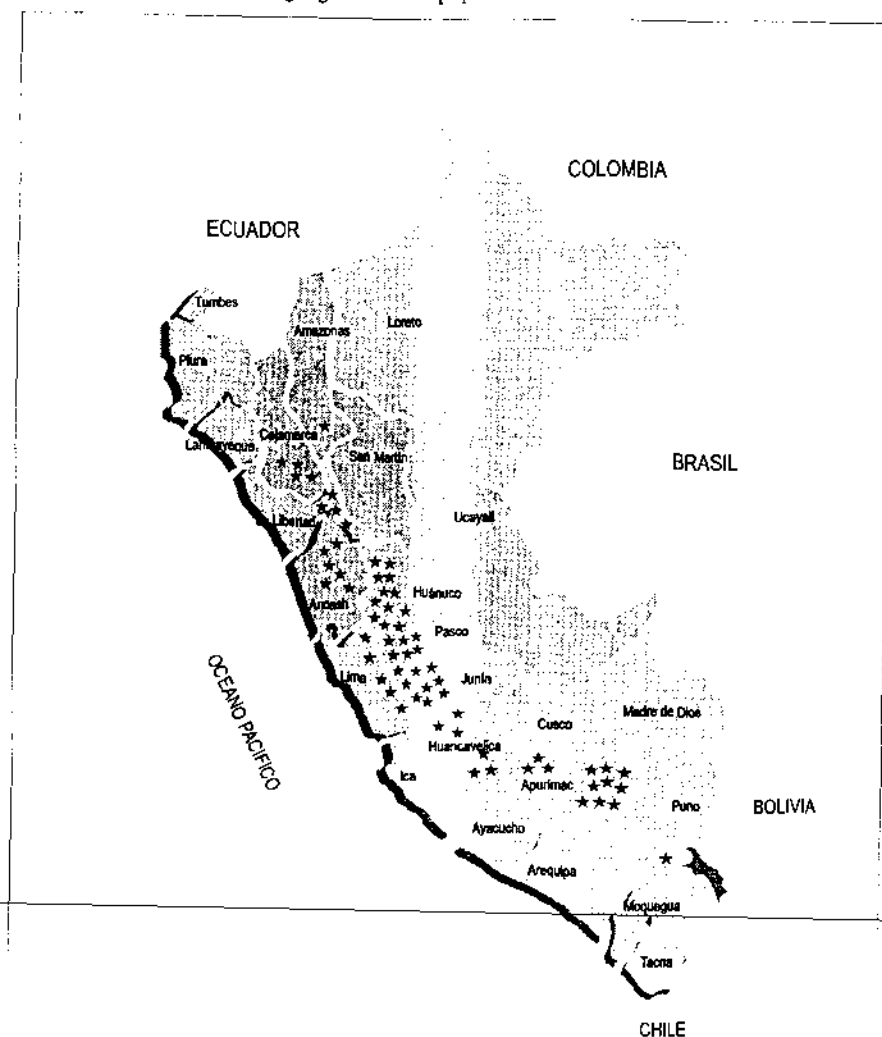 COLOMBIA
ECUADOR
Tumbes
Loreto
Amazonas
Piura
Cajamarca
Lambayeque
San Martín
BRASIL
Libertad
Ucayali
Huánuco
Ancash
Pasco
Lima
Junín
OCEANO PACIFICO
Madre de Dios
Cusco
Huancavelica
Ica
Apurímac
Puno
BOLIVIA
Ayacucho
Arequipa
Moquegua
Tacna
CHILE